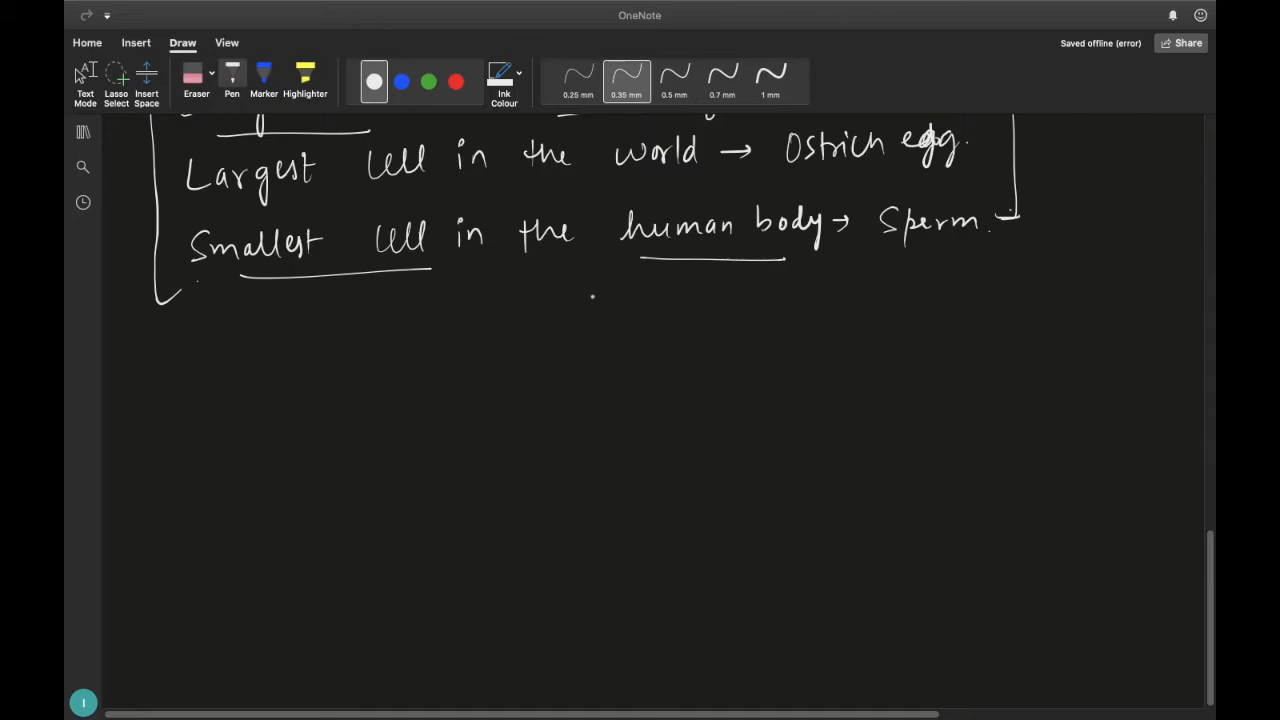 OneNote
Home Insert Draw View Saved offline (error) Share
Text Mode Lasso Select Insert Space Eraser Pen Marker Highlighter Ink Colour 0.25 mm 0.35 mm 0.5 mm 0.7 mm 1 mm
Largest cell in the world → Ostrich egg.
Smallest cell in the human body → Sperm.
I